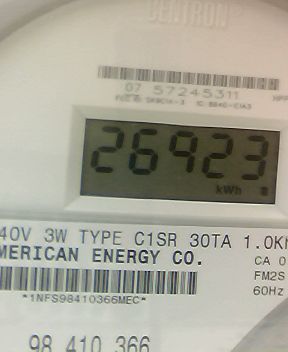 CENTRON
07 57245311
26923
kWh
40V 3W TYPE C1SR 30TA 1.0Kh
MERICAN ENERGY CO.
CA 0
FM2S
60Hz
*1NFS98410366MEC*
98 410 366